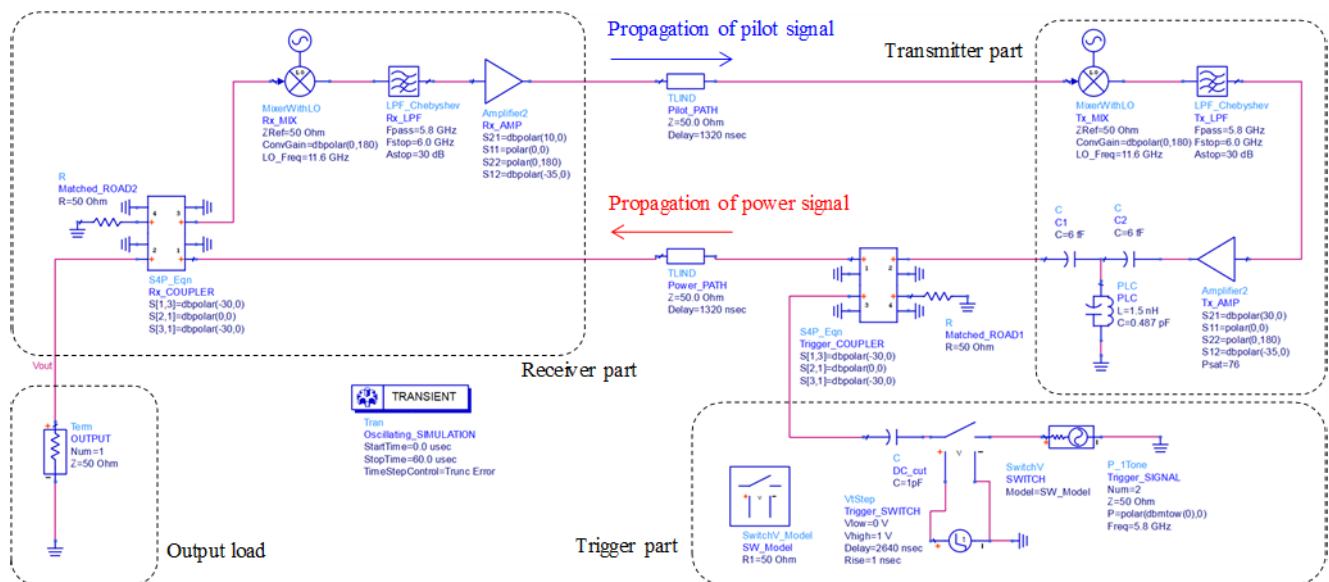 Propagation of pilot signal
Transmitter part
LO
MixerWithLO
Rx_MIX
ZRef=50 Ohm
ConvGain=dbpolar(0,180)
LO_Freq=11.6 GHz
LPF_Chebyshev
Rx_LPF
Fpass=5.8 GHz
Fstop=6.0 GHz
Astop=30 dB
Amplifier2
Rx_AMP
S21=dbpolar(10,0)
S11=polar(0,0)
S22=polar(0,180)
S12=dbpolar(-35,0)
TLIND
Pilot_PATH
Z=50.0 Ohm
Delay=1320 nsec
LO
MixerWithLO
Tx_MIX
ZRef=50 Ohm
ConvGain=dbpolar(0,180)
LO_Freq=11.6 GHz
LPF_Chebyshev
Tx_LPF
Fpass=5.8 GHz
Fstop=6.0 GHz
Astop=30 dB
R
Matched_ROAD2
R=50 Ohm
4 3
2 1
S4P_Eqn
Rx_COUPLER
S[1,3]=dbpolar(-30,0)
S[2,1]=dbpolar(0,0)
S[3,1]=dbpolar(-30,0)
Propagation of power signal
TLIND
Power_PATH
Z=50.0 Ohm
Delay=1320 nsec
1 2
3 4
S4P_Eqn
Trigger_COUPLER
S[1,3]=dbpolar(-30,0)
S[2,1]=dbpolar(0,0)
S[3,1]=dbpolar(-30,0)
R
Matched_ROAD1
R=50 Ohm
C
C1
C=6 fF
C
C2
C=6 fF
PLC
PLC
L=1.5 nH
C=0.487 pF
Amplifier2
Tx_AMP
S21=dbpolar(30,0)
S11=polar(0,0)
S22=polar(0,180)
S12=dbpolar(-35,0)
Psat=76
Vout
Receiver part
TRANSIENT
Tran
Oscillating_SIMULATION
StartTime=0.0 usec
StopTime=60.0 usec
TimeStepControl=Trunc Error
Term
OUTPUT
Num=1
Z=50 Ohm
Output load
C
DC_cut
C=1pF
V
SwitchV
SWITCH
Model=SW_Model
P_1Tone
Trigger_SIGNAL
Num=2
Z=50 Ohm
P=polar(dbmtow(0),0)
Freq=5.8 GHz
V
SwitchV_Model
SW_Model
R1=50 Ohm
VtStep
Trigger_SWITCH
Vlow=0 V
Vhigh=1 V
Delay=2640 nsec
Rise=1 nsec
Trigger part